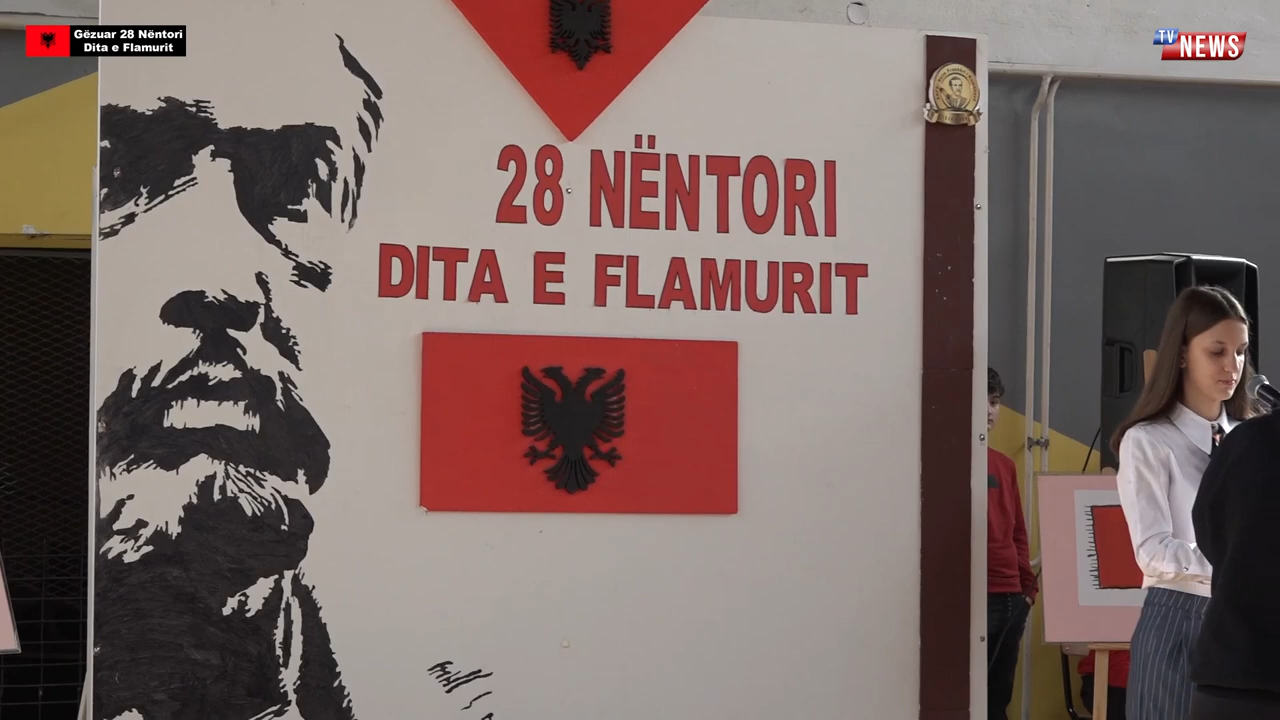 Gëzuar 28 Nëntori
Dita e Flamurit
TV
NEWS
28 NËNTORI
DITA E FLAMURIT